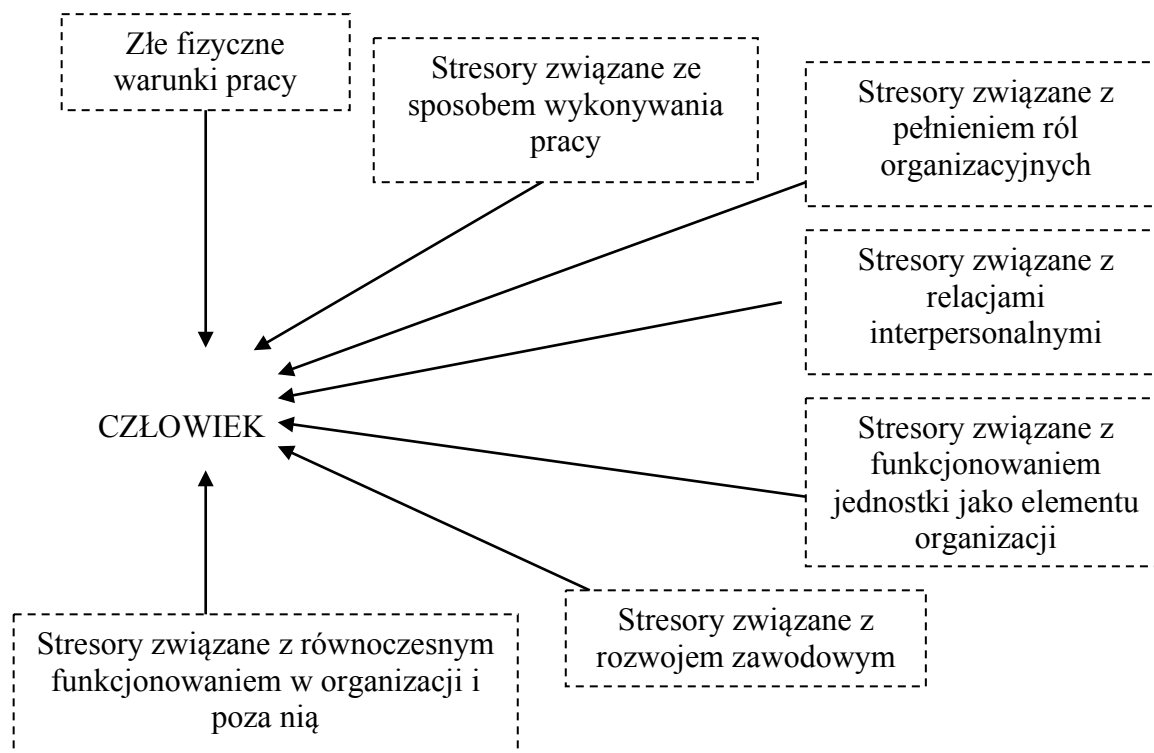 Złe fizyczne
warunki pracy
Stresory związane ze
sposobem wykonywania
pracy
Stresory związane z
pełnieniem ról
organizacyjnych
Stresory związane z
relacjami
interpersonalnymi
CZŁOWIEK
Stresory związane z
funkcjonowaniem
jednostki jako elementu
organizacji
Stresory związane z
rozwojem zawodowym
Stresory związane z równoczesnym
funkcjonowaniem w organizacji i
poza nią